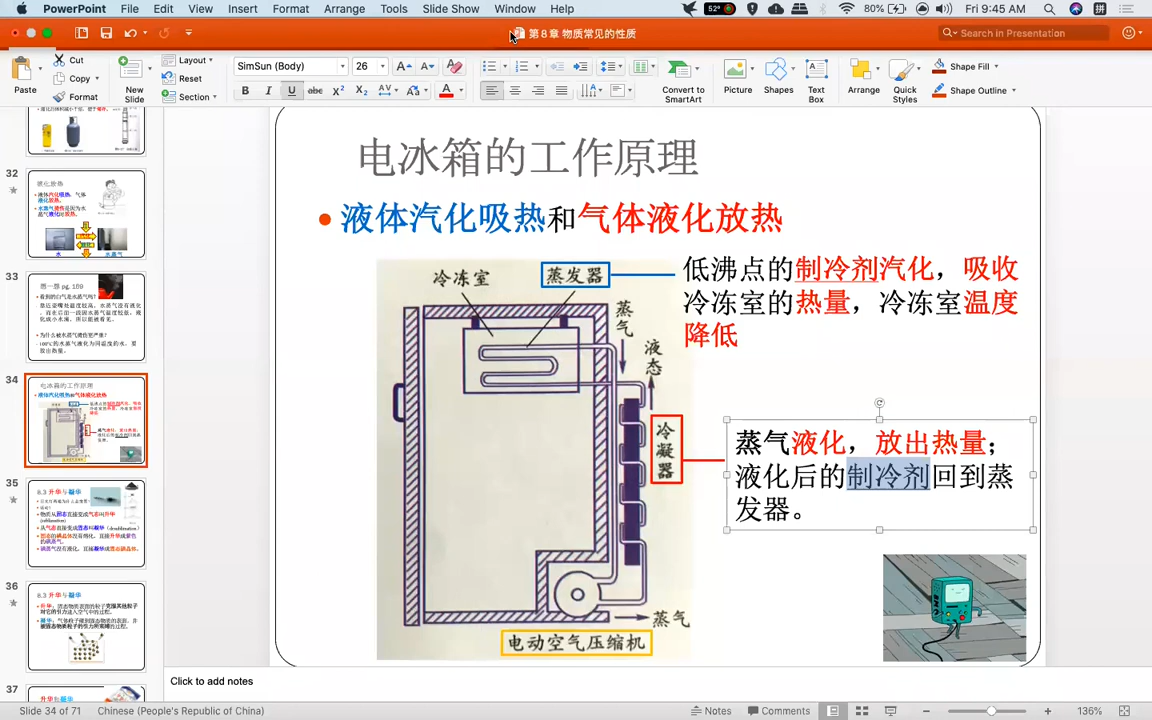 PowerPoint File Edit View Insert Format Arrange Tools Slide Show Window Help 52° 80% Fri 9:45 AM 拼
第8章 物质常见的性质
Search in Presentation
Paste
Cut
Copy
Format
New Slide
Layout
Reset
Section
SimSun (Body) 26
Convert to SmartArt
Picture
Shapes
Text Box
Arrange
Quick Styles
Shape Fill
Shape Outline
32
33
34
35
36
37
电冰箱的工作原理
液体汽化吸热和气体液化放热
冷冻室
蒸发器
低沸点的制冷剂汽化，吸收
冷冻室的热量，冷冻室温度
降低
蒸气
液态
冷凝器
蒸气液化，放出热量；
液化后的制冷剂回到蒸
发器。
蒸气
电动空气压缩机
Click to add notes
Slide 34 of 71 Chinese (People's Republic of China) Notes Comments 136%